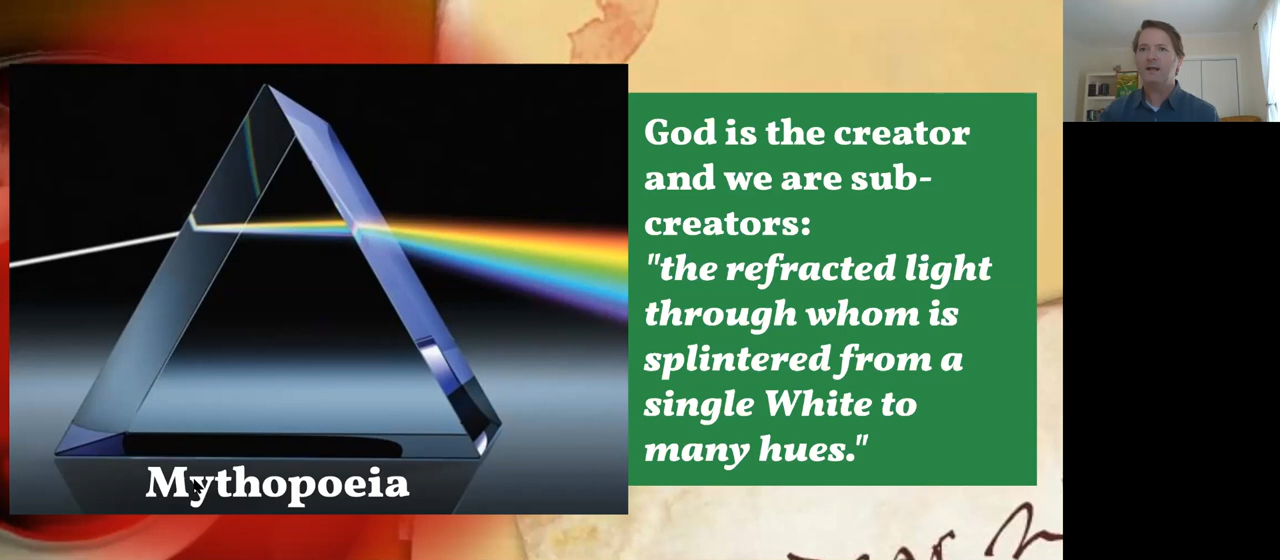 God is the creator
and we are sub-
creators:
"the refracted light
through whom is
splintered from a
single White to
many hues."
Mythopoeia